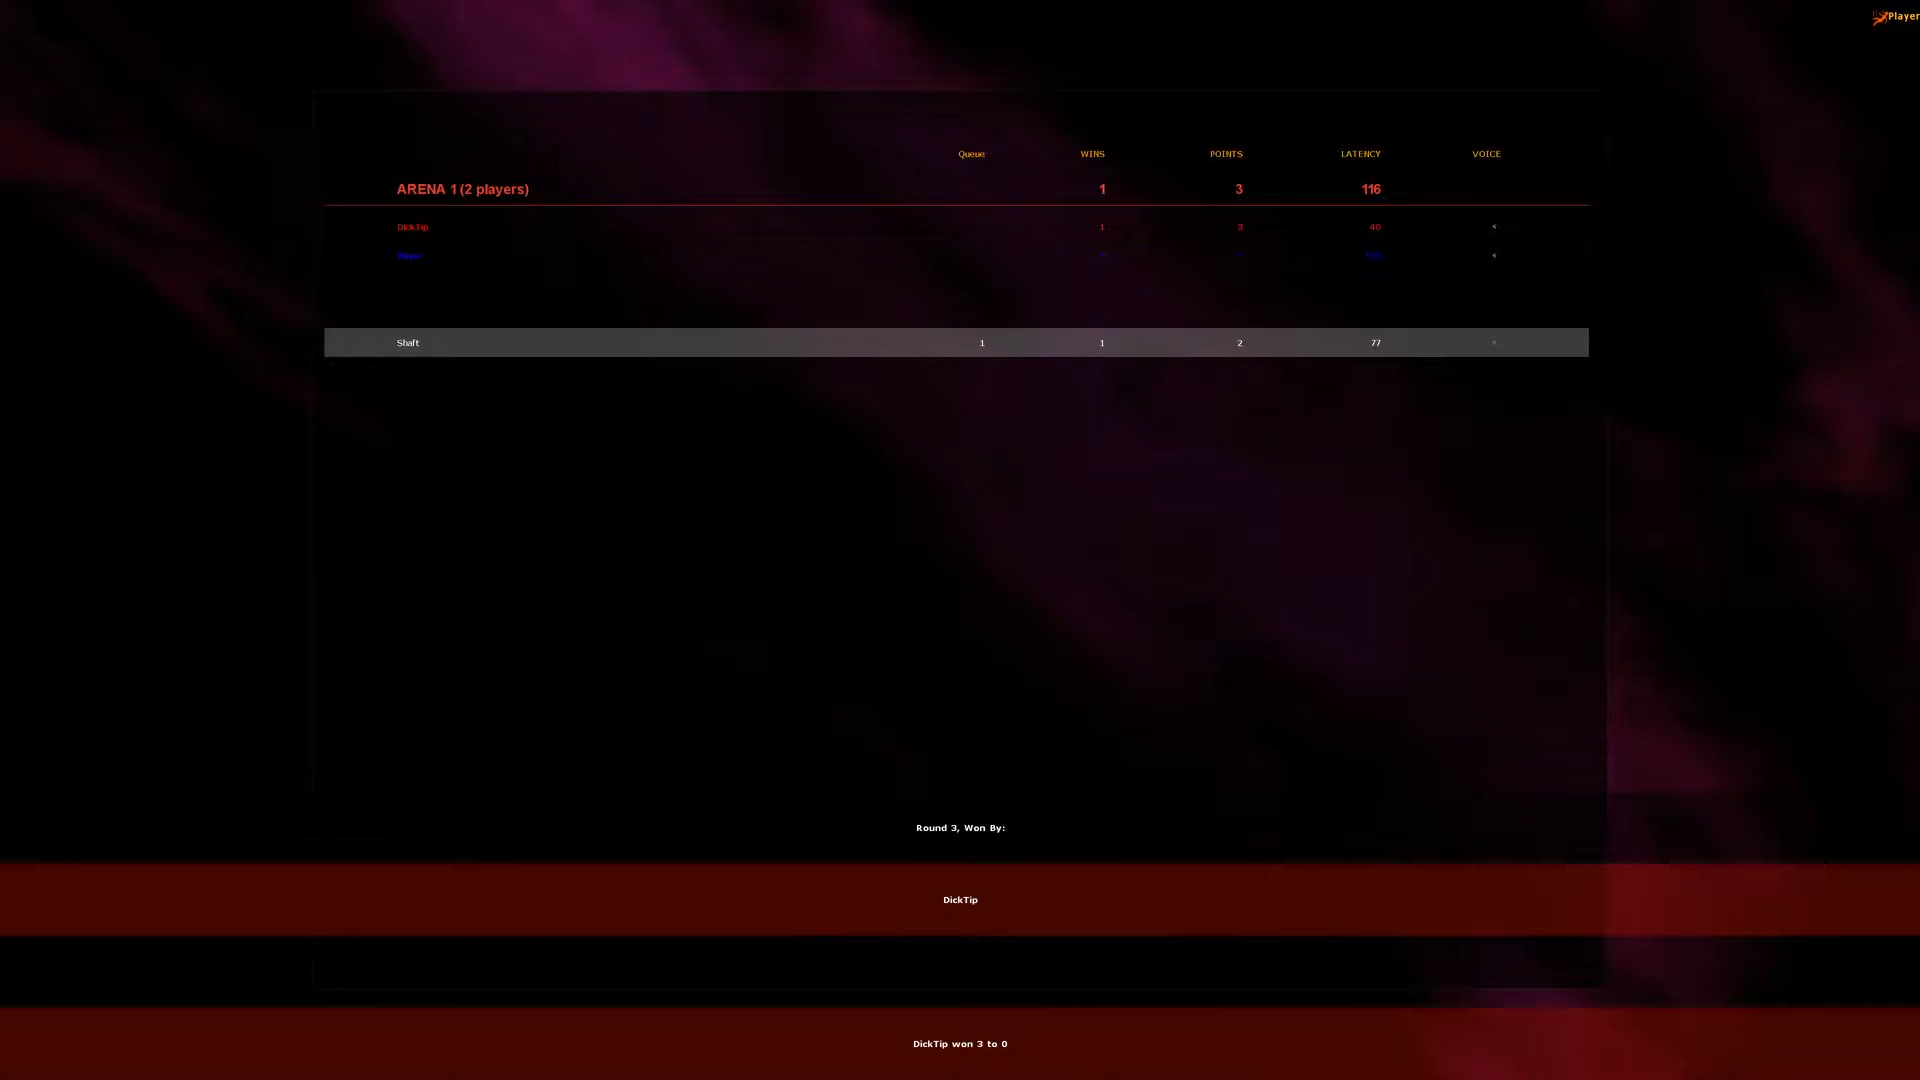 Player
Queue WINS POINTS LATENCY VOICE
ARENA 1 (2 players) 1 3 116
DickTip 1 3 40
Player
Shaft 1 1 2 77
Round 3, Won By:
DickTip
DickTip won 3 to 0